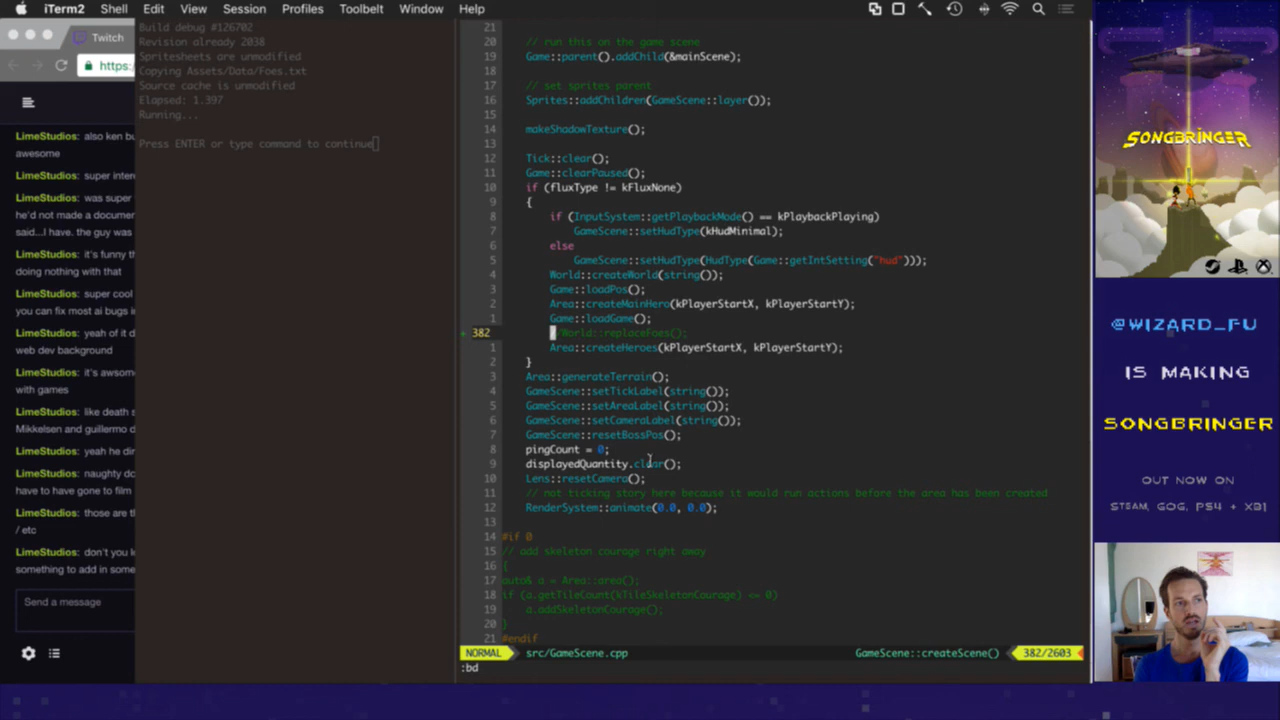 iTerm2 Shell Edit View Session Profiles Toolbelt Window Help
Twitch
https:
LimeStudios: also ken bu
awesome
LimeStudios: super inter
LimeStudios: was super
he'd not made a documen
said...I have. the guy was
LimeStudios: it's funny th
doing nothing with that
LimeStudios: super cool
you can fix most ai bugs in
LimeStudios: yeah of it d
web dev background
LimeStudios: it's awsome
with games
LimeStudios: like death s
Mikkelsen and guillermo d
LimeStudios: yeah he dir
LimeStudios: naughty do
have to have gone to film
LimeStudios: those are th
/ etc
LimeStudios: don't you k
something to add in some
Send a message
Build debug #126702
Revision already 2038
Spritesheets are unmodified
Copying Assets/Data/Foes.txt
Source cache is unmodified
Elapsed: 1.397
Running...
Press ENTER or type command to continue
21
20 // run this on the game scene
19 Game::parent().addChild(&mainScene);
18
17 // set sprites parent
16 Sprites::addChildren(GameScene::layer());
15
14 makeShadowTexture();
13
12 Tick::clear();
11 Game::clearPaused();
10 if (fluxType != kFluxNone)
9 {
8 if (InputSystem::getPlaybackMode() == kPlaybackPlaying)
7 GameScene::setHudType(kHudMinimal);
6 else
5 GameScene::setHudType(HudType(Game::getIntSetting("hud")));
4 World::createWorld(string());
3 Game::loadPos();
2 Area::createMainHero(kPlayerStartX, kPlayerStartY);
1 Game::loadGame();
+ 382 /World::replaceFoes();
1 Area::createHeroes(kPlayerStartX, kPlayerStartY);
2 }
3 Area::generateTerrain();
4 GameScene::setTickLabel(string());
5 GameScene::setAreaLabel(string());
6 GameScene::setCameraLabel(string());
7 GameScene::resetBossPos();
8 pingCount = 0;
9 displayedQuantity.clear();
10 Lens::resetCamera();
11 // not ticking story here because it would run actions before the area has been created
12 RenderSystem::animate(0.0, 0.0);
13
14 #if 0
15 // add skeleton courage right away
16 {
17 auto& a = Area::area();
18 if (a.getTileCount(kTileSkeletonCourage) <= 0)
19 a.addSkeletonCourage();
20 }
21 #endif
NORMAL src/GameScene.cpp GameScene::createScene() 382/2603
:bd
SONGBRINGER
@WIZARD_FU
IS MAKING
SONGBRINGER
OUT NOW ON
STEAM, GOG, PS4 + XB1